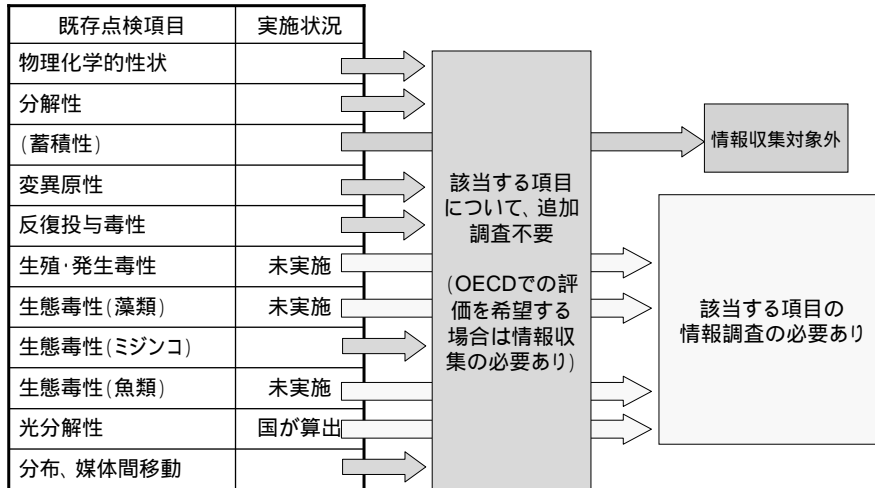 既存点検項目 実施状況
物理化学的性状
分解性
(蓄積性)
変異原性
反復投与毒性
生殖・発生毒性 未実施
生態毒性(藻類) 未実施
生態毒性(ミジンコ)
生態毒性(魚類) 未実施
光分解性 国が算出
分布、媒体間移動
該当する項目
について、追加
調査不要
(OECDでの評
価を希望する
場合は情報収
集の必要あり)
情報収集対象外
該当する項目の
情報調査の必要あり